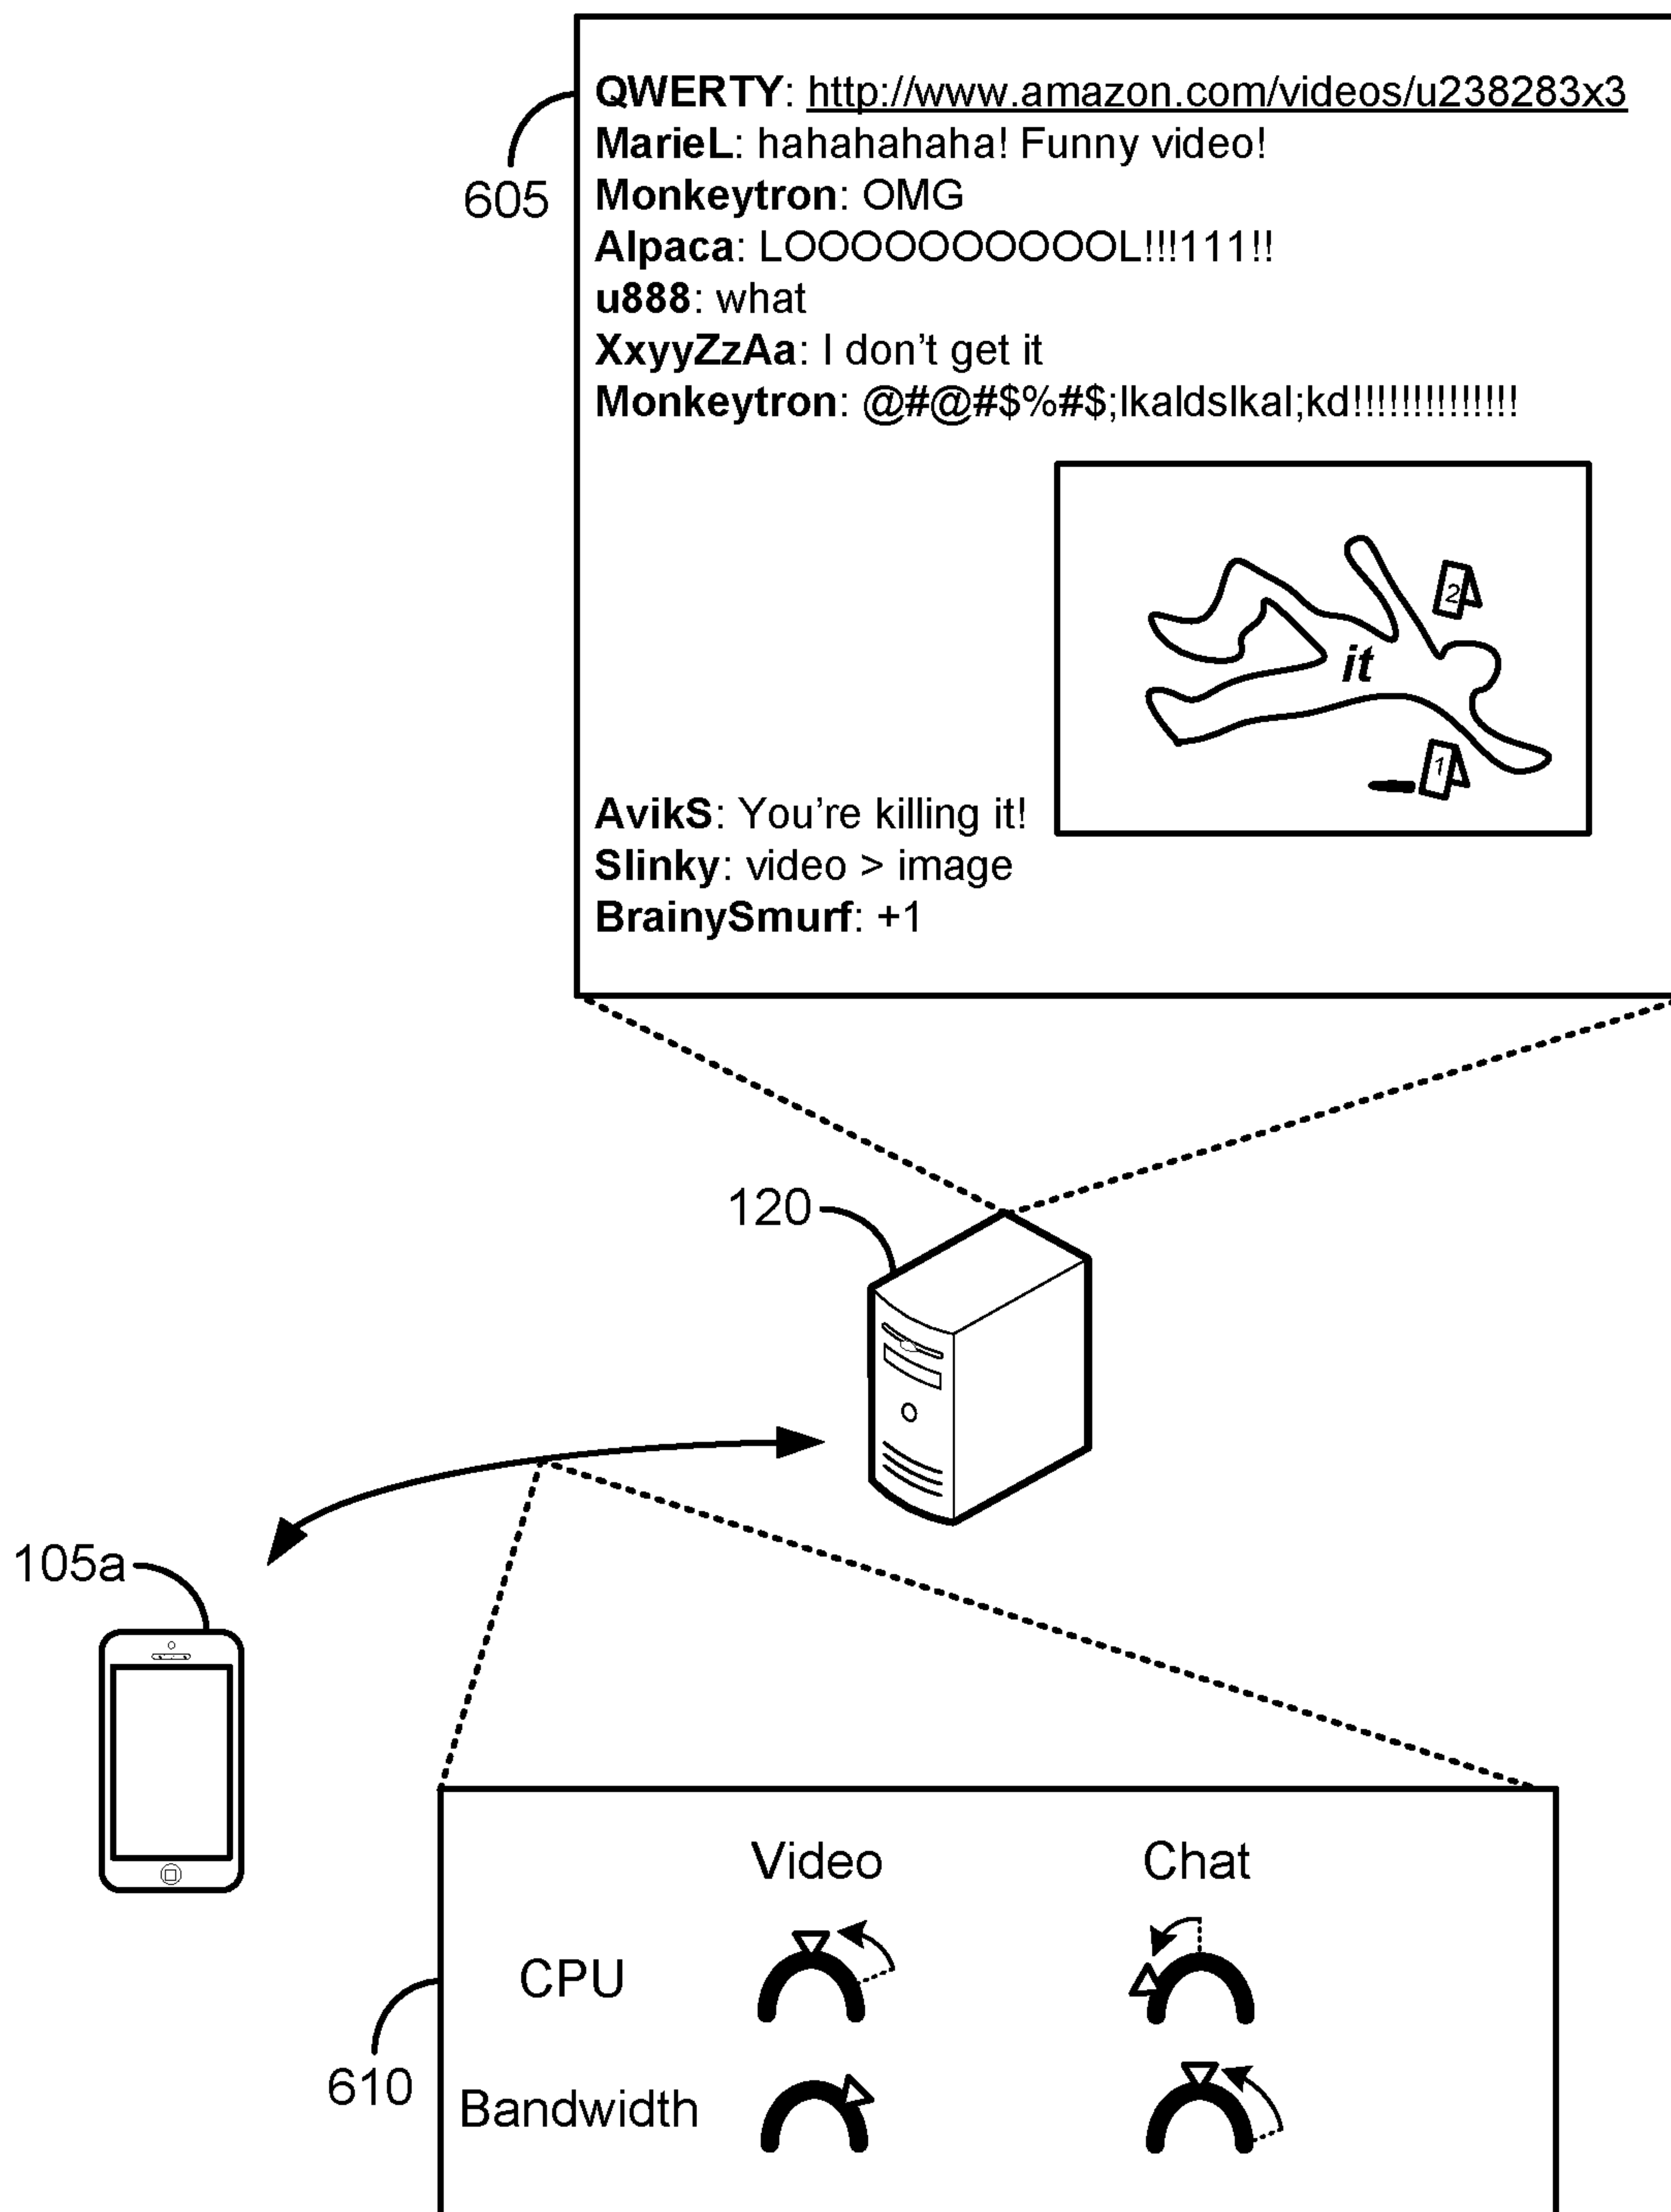 QWERTY: http://www.amazon.com/videos/u238283x3
MarieL: hahahahaha! Funny video!
Monkeytron: OMG
Alpaca: LOOOOOOOOOOL!!!111!!
u888: what
XxyyZzAa: I don't get it
Monkeytron: @#@#$%#$;lkaldslkal;kd!!!!!!!!!!!!!!
605
2
it
1
AvikS: You're killing it!
Slinky: video > image
BrainySmurf: +1
120
105a
Video Chat
CPU
610
Bandwidth